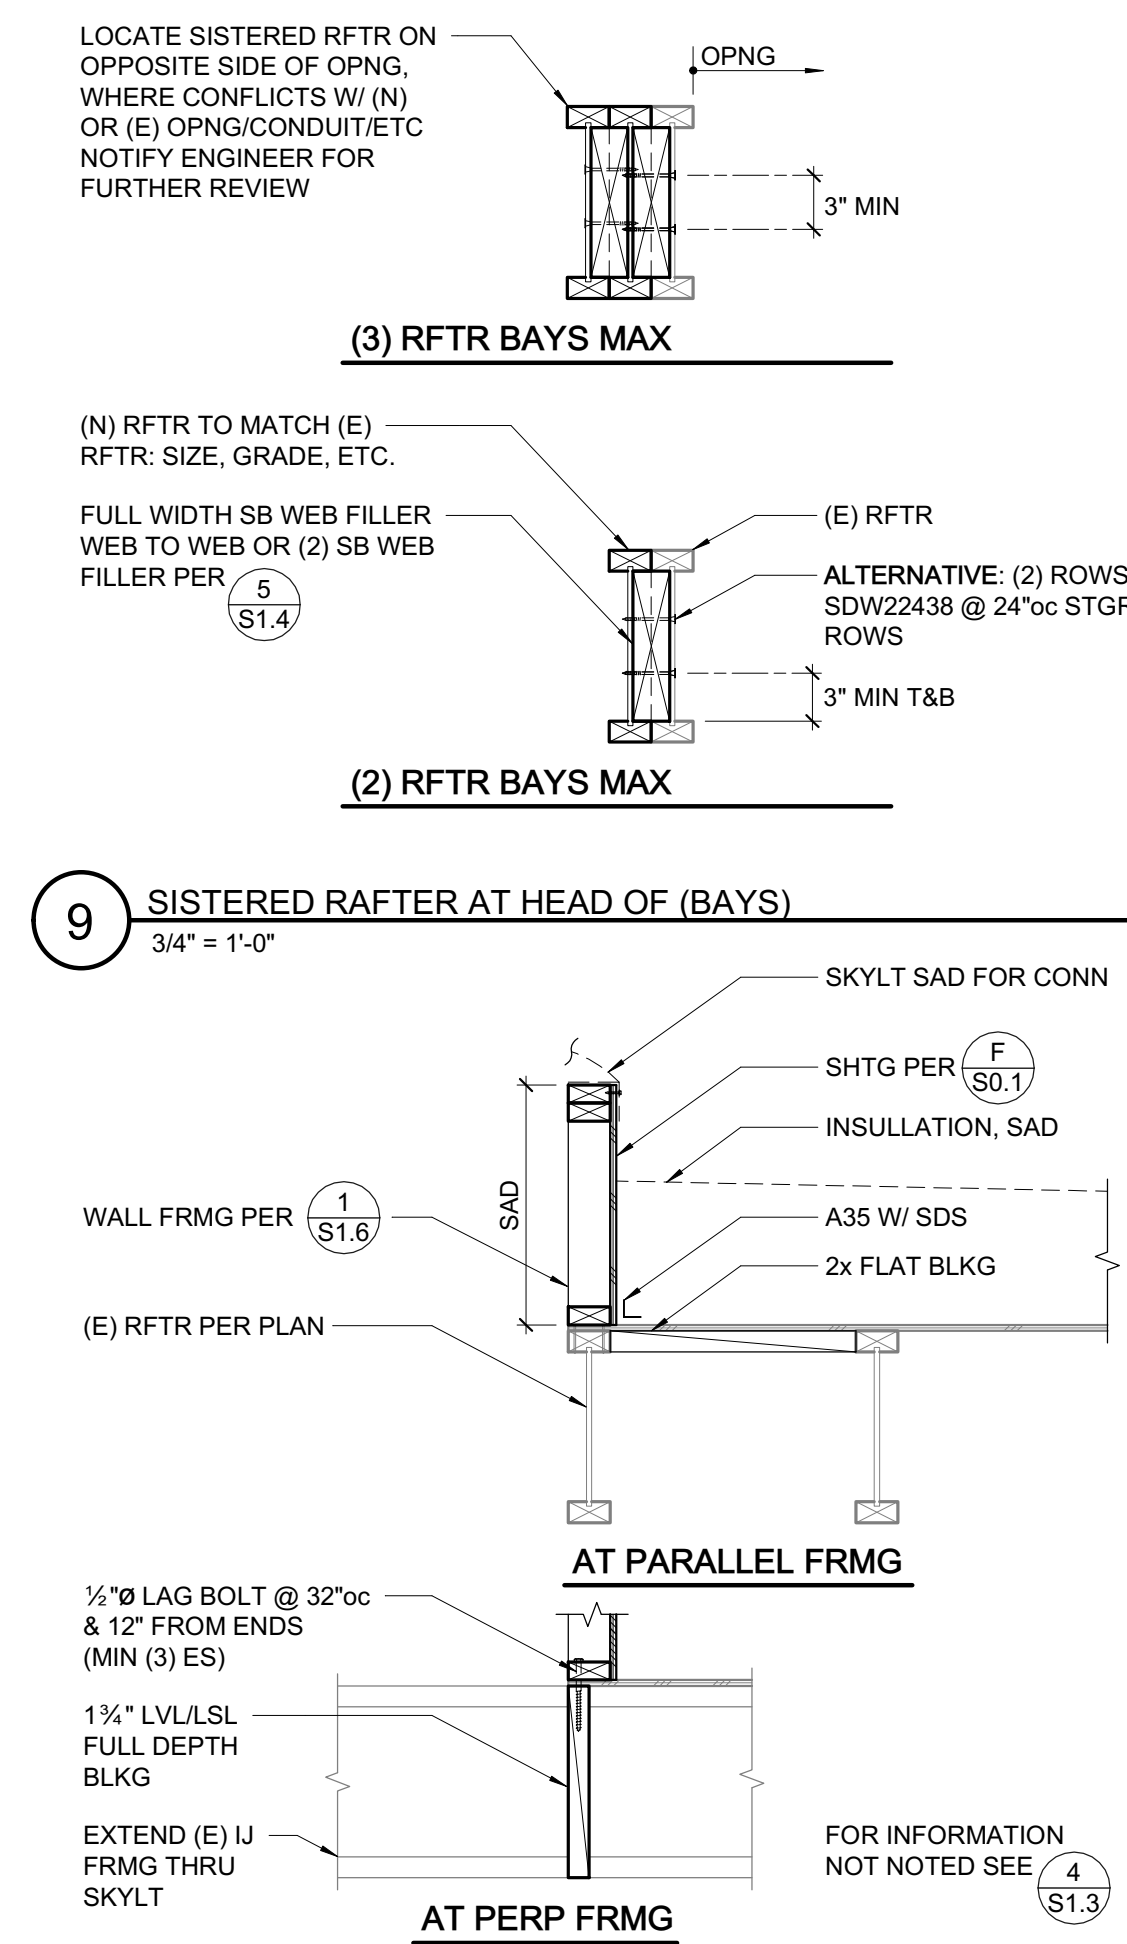 LOCATE SISTERED RFTR ON
OPPOSITE SIDE OF OPNG,
WHERE CONFLICTS W/ (N)
OR (E) OPNG/CONDUIT/ETC
NOTIFY ENGINEER FOR
FURTHER REVIEW
OPNG
3" MIN
(3) RFTR BAYS MAX
(N) RFTR TO MATCH (E)
RFTR: SIZE, GRADE, ETC.
FULL WIDTH SB WEB FILLER
WEB TO WEB OR (2) SB WEB
FILLER PER
5
S1.4
(E) RFTR
ALTERNATIVE: (2) ROWS
SDW22438 @ 24"oc STGR
ROWS
3" MIN T&B
(2) RFTR BAYS MAX
9
SISTERED RAFTER AT HEAD OF (BAYS)
3/4" = 1'-0"
SKYLT SAD FOR CONN
SHTG PER
F
S0.1
INSULLATION, SAD
SAD
WALL FRMG PER
1
S1.6
A35 W/ SDS
2x FLAT BLKG
(E) RFTR PER PLAN
AT PARALLEL FRMG
½"Ø LAG BOLT @ 32"oc
& 12" FROM ENDS
(MIN (3) ES)
1¾" LVL/LSL
FULL DEPTH
BLKG
EXTEND (E) IJ
FRMG THRU
SKYLT
FOR INFORMATION
NOT NOTED SEE
4
S1.3
AT PERP FRMG